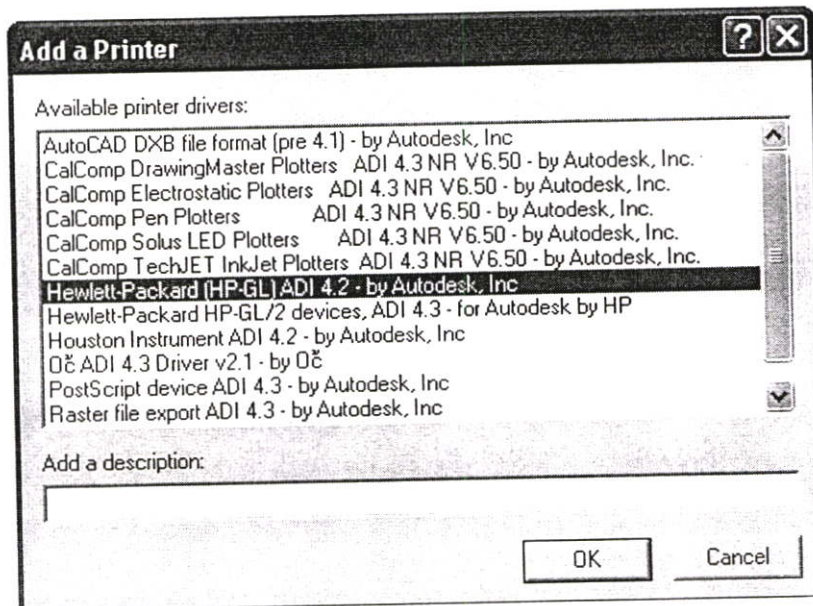 Add a Printer
Available printer drivers:
AutoCAD DXB file format (pre 4.1) - by Autodesk, Inc
CalComp DrawingMaster Plotters ADI 4.3 NR V6.50 - by Autodesk, Inc.
CalComp Electrostatic Plotters ADI 4.3 NR V6.50 - by Autodesk, Inc.
CalComp Pen Plotters ADI 4.3 NR V6.50 - by Autodesk, Inc.
CalComp Solus LED Plotters ADI 4.3 NR V6.50 - by Autodesk, Inc.
CalComp TechJET InkJet Plotters ADI 4.3 NR V6.50 - by Autodesk, Inc.
Hewlett-Packard (HP-GL) ADI 4.2 - by Autodesk, Inc
Hewlett-Packard HP-GL/2 devices, ADI 4.3 - for Autodesk by HP
Houston Instrument ADI 4.2 - by Autodesk, Inc
Oč ADI 4.3 Driver v2.1 - by Oč
PostScript device ADI 4.3 - by Autodesk, Inc
Raster file export ADI 4.3 - by Autodesk, Inc
Add a description:
OK
Cancel